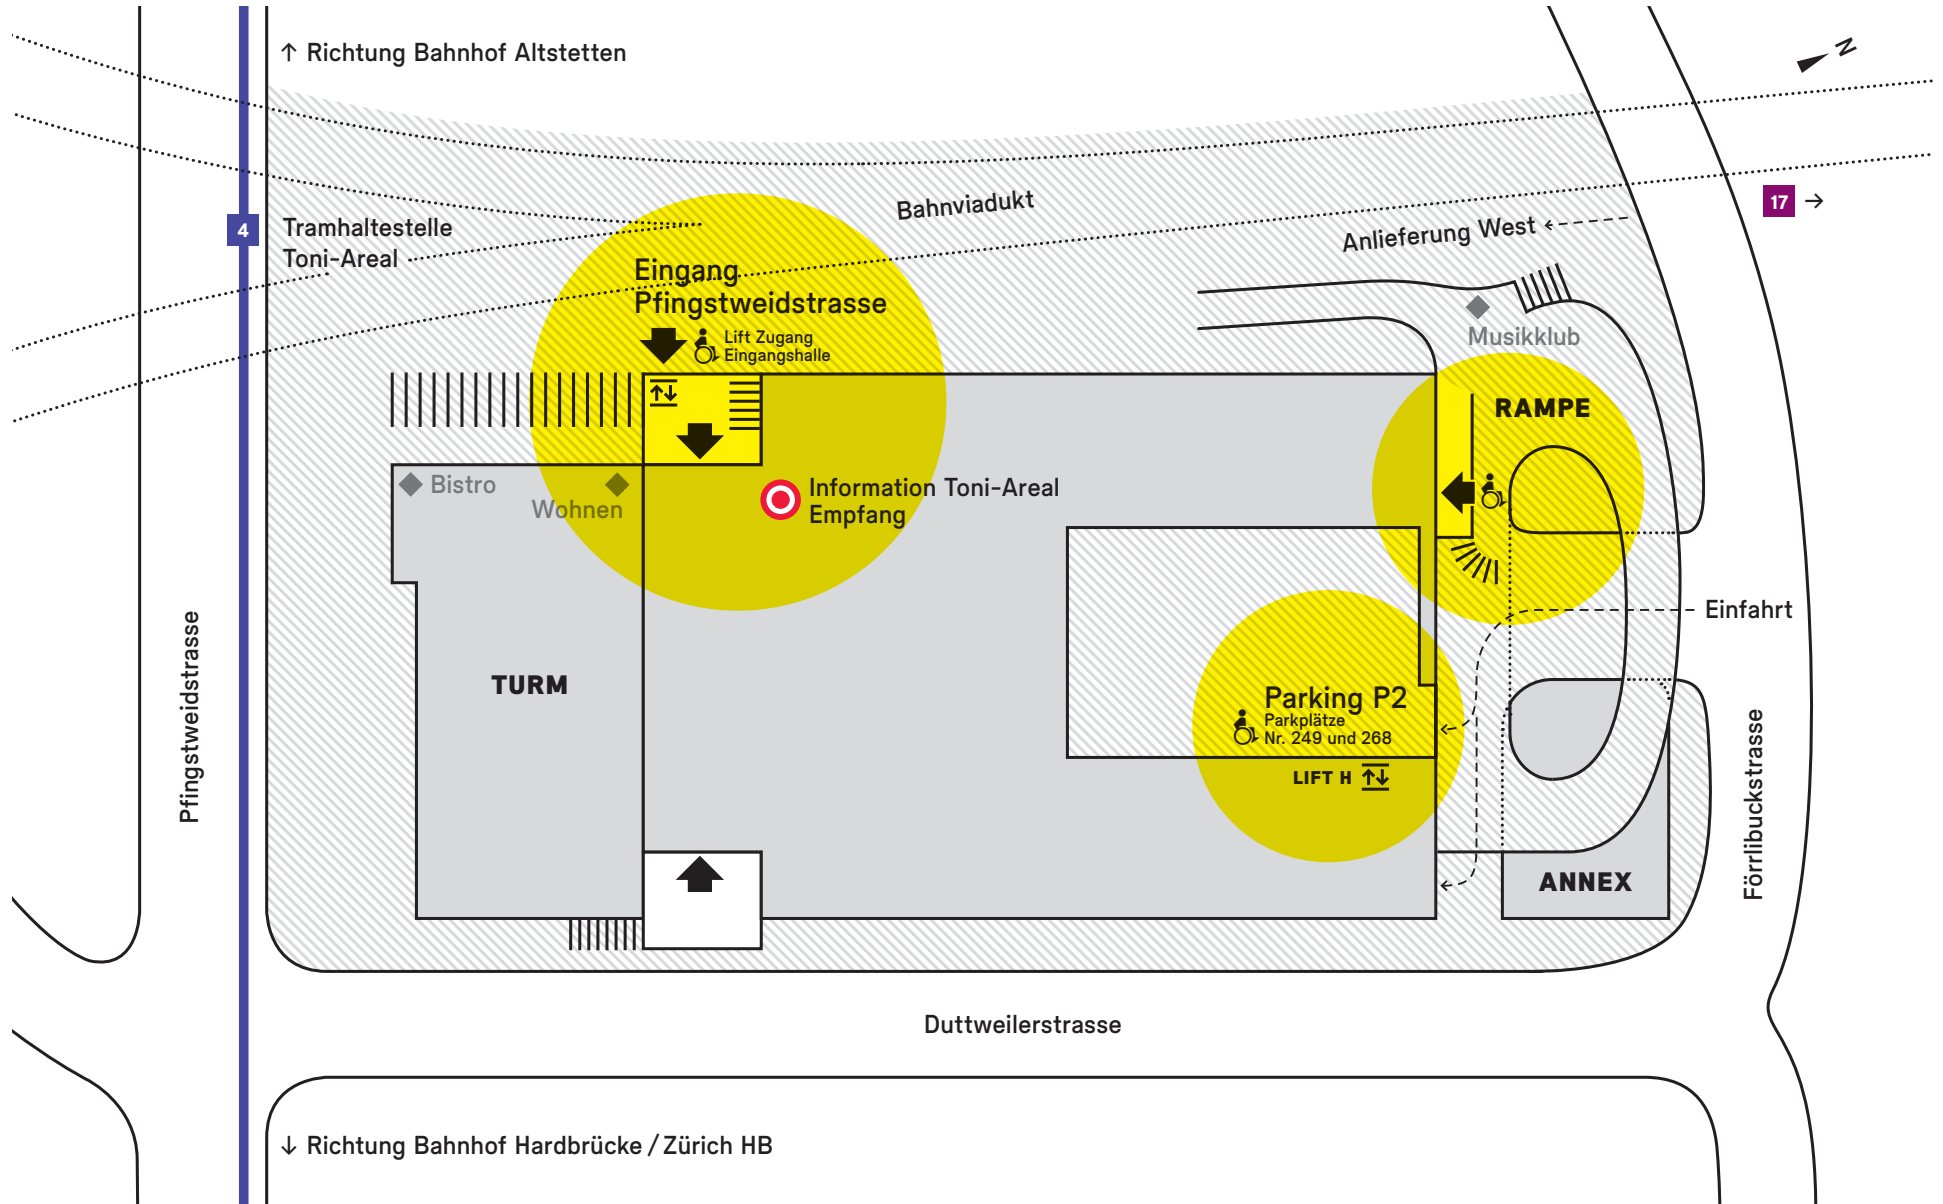 ↑ Richtung Bahnhof Altstetten
N
17 →
4
Tramhaltestelle
Toni-Areal
Bahnviadukt
Anlieferung West
Eingang
Pfingstweidstrasse
Lift Zugang
Eingangshalle
Musikklub
RAMPE
Bistro
Wohnen
Information Toni-Areal
Empfang
Einfahrt
Pfingstweidstrasse
TURM
Parking P2
Parkplätze
Nr. 249 und 268
LIFT H
Förrlibuckstrasse
ANNEX
Duttweilerstrasse
↓ Richtung Bahnhof Hardbrücke / Zürich HB